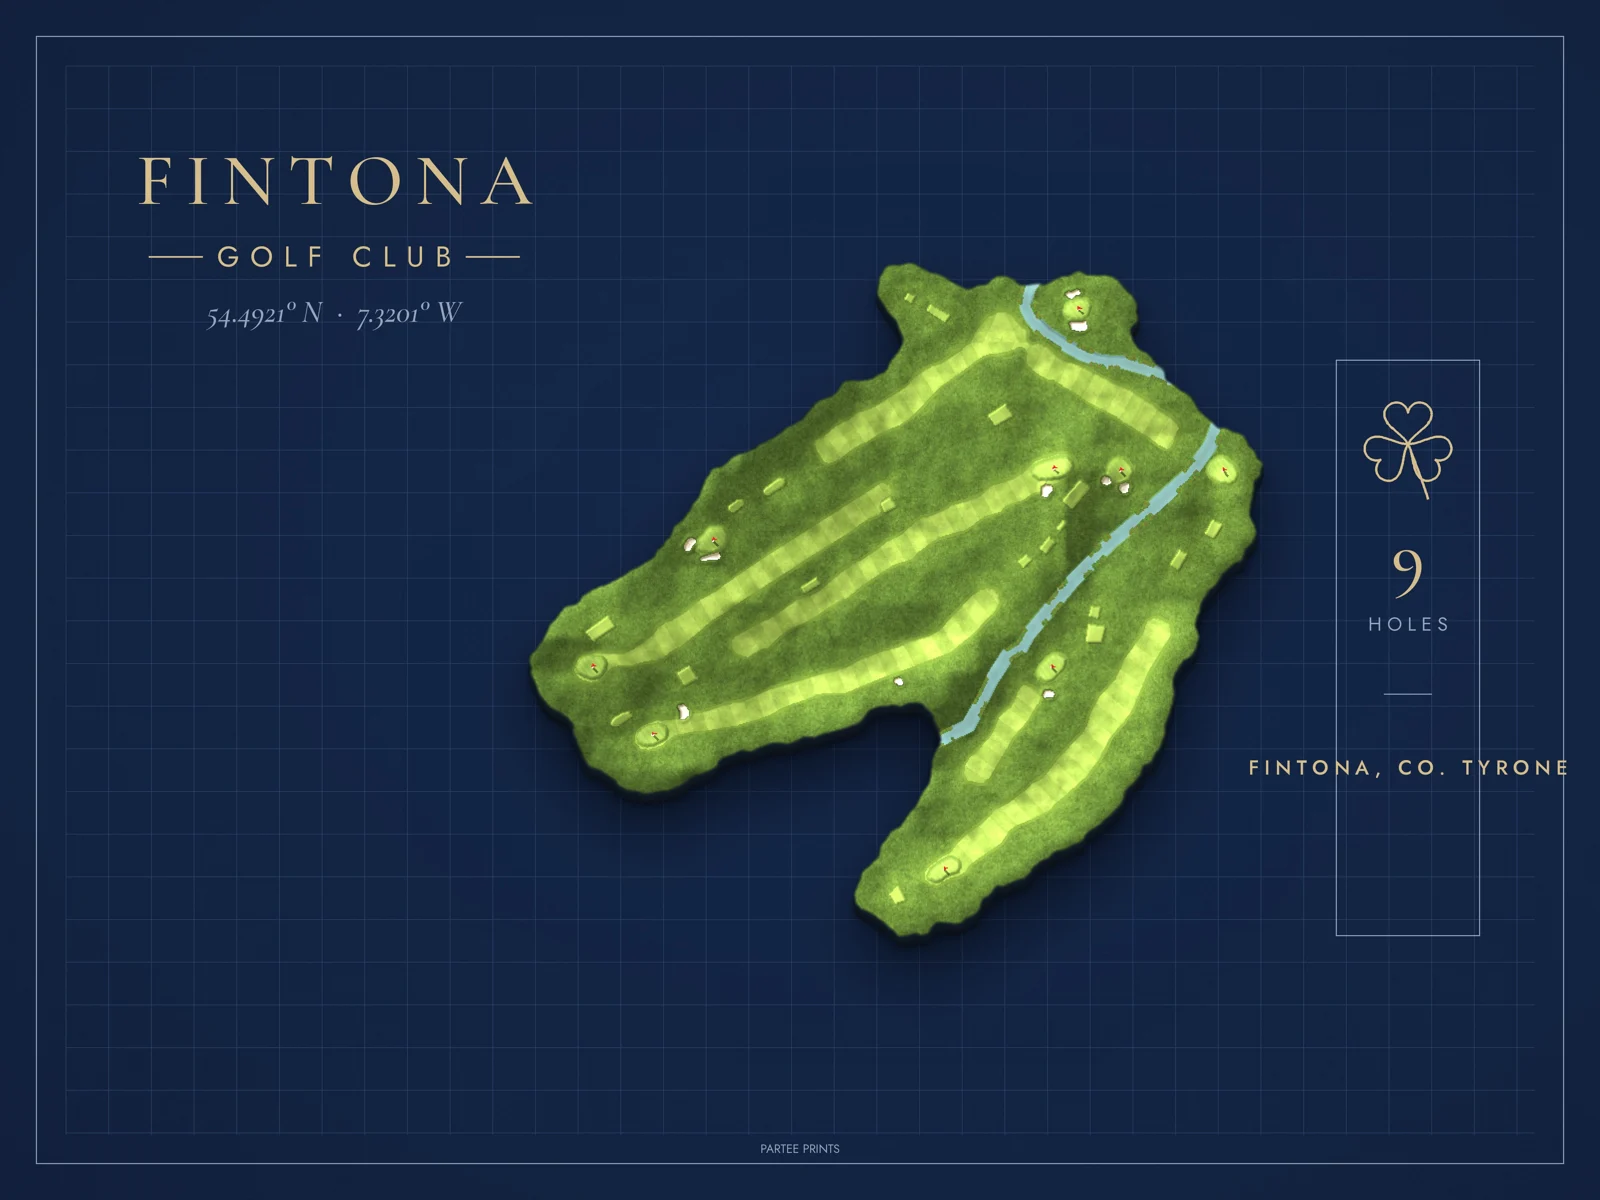 FINTONA
GOLF CLUB
54.4921° N · 7.3201° W
9
HOLES
FINTONA, CO. TYRONE
PARTEE PRINTS